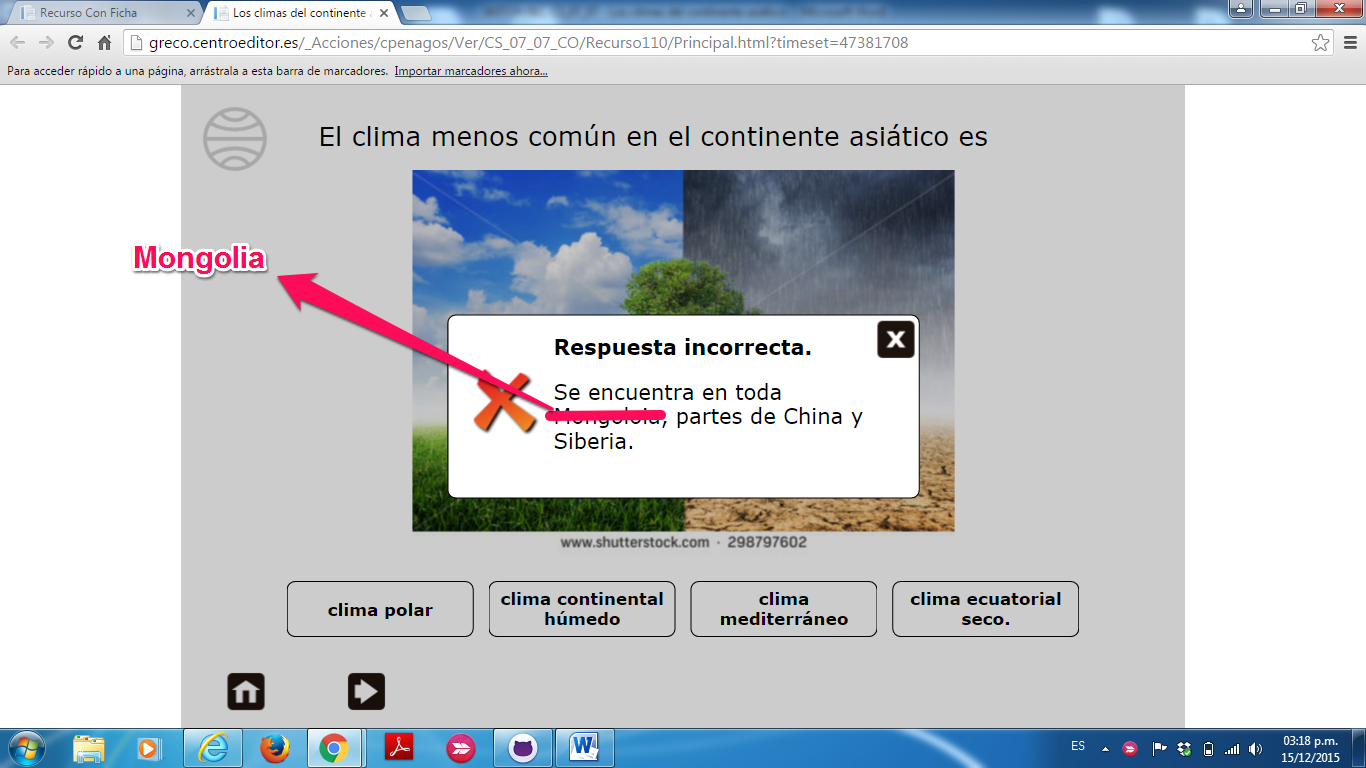 Recurso Con Ficha
Los climas del continente a
greco.centroeditor.es/_Acciones/cpenagos/Ver/CS_07_07_CO/Recurso110/Principal.html?timeset=47381708
Para acceder rápido a una página, arrástrala a esta barra de marcadores. Importar marcadores ahora...
El clima menos común en el continente asiático es
Mongolia
Respuesta incorrecta.
Se encuentra en toda
Mongoloia, partes de China y
Siberia.
www.shutterstock.com · 298797602
clima polar
clima continental
húmedo
clima
mediterráneo
clima ecuatorial
seco.
ES
03:18 p.m.
15/12/2015